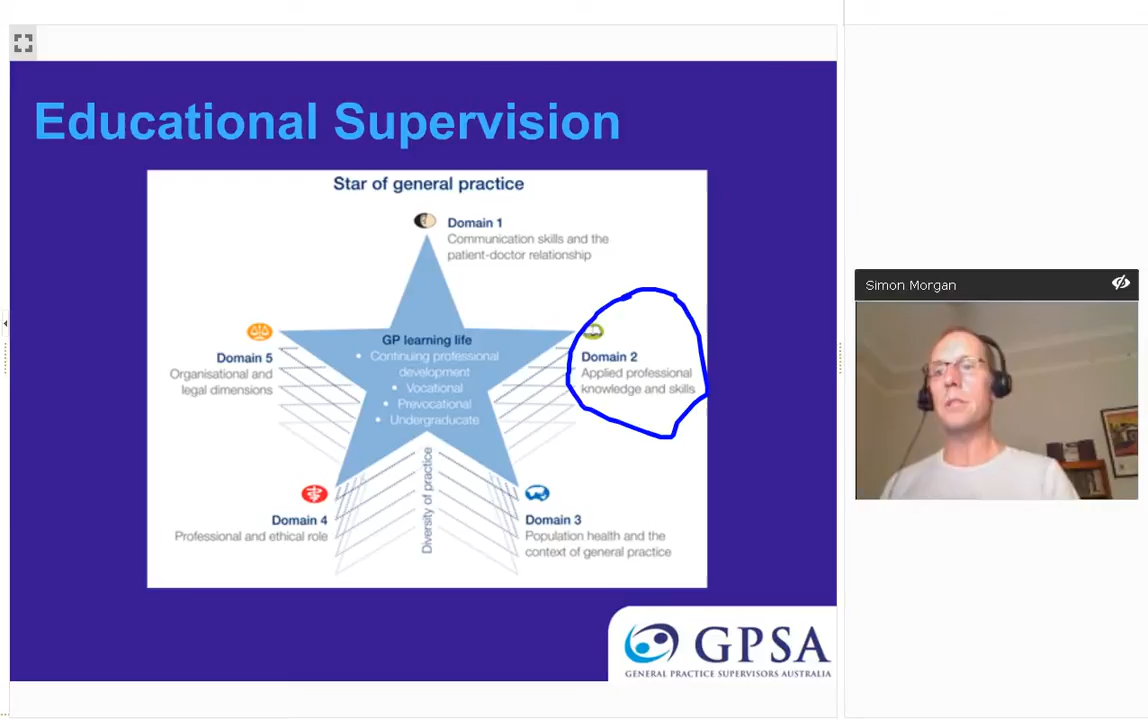 Educational Supervision
Star of general practice
Domain 1
Communication skills and the
patient-doctor relationship
GP learning life
• Continuing professional
development
• Vocational
• Prevocational
• Undergraduate
Domain 2
Applied professional
knowledge and skills
Domain 5
Organisational and
legal dimensions
Domain 4
Professional and ethical role
Diversity of practice
Domain 3
Population health and the
context of general practice
GPSA
GENERAL PRACTICE SUPERVISORS AUSTRALIA
Simon Morgan